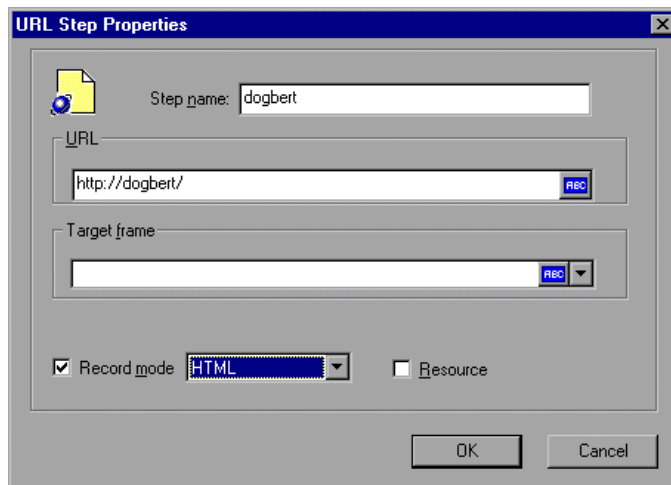 URL Step Properties
Step name: dogbert
URL
http://dogbert/ ABC
Target frame
ABC
Record mode HTML Resource
OK Cancel